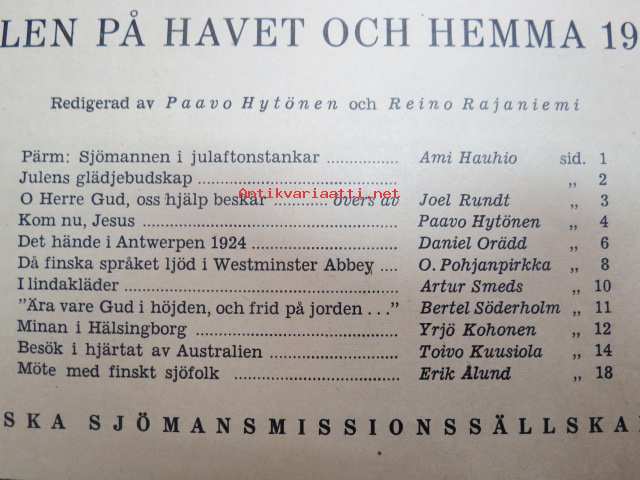 LEN PÅ HAVET OCH HEMMA 19
Redigerad av Paavo Hytönen och Reino Rajaniemi
Pärm: Sjömannen i julaftonstankar .............. Ami Hauhio sid. 1
Julens glädjebudskap .............................. „ 2
Antikvariaatti.net
O Herre Gud, oss hjälp beskär .......... övers av Joel Rundt „ 3
Kom nu, Jesus ...................................... Paavo Hytönen „ 4
Det hände i Antwerpen 1924 ...................... Daniel Orädd „ 6
Då finska språket ljöd i Westminster Abbey .... O. Pohjanpirkka „ 8
I lindakläder ........................................ Artur Smeds „ 10
"Ära vare Gud i höjden, och frid på jorden . . ." Bertel Söderholm „ 11
Minan i Hälsingborg .............................. Yrjö Kohonen „ 12
Besök i hjärtat av Australien .................... Toivo Kuusiola „ 14
Möte med finskt sjöfolk ........................ Erik Ålund „ 18
SKA SJÖMANSMISSIONSSÄLLSKA